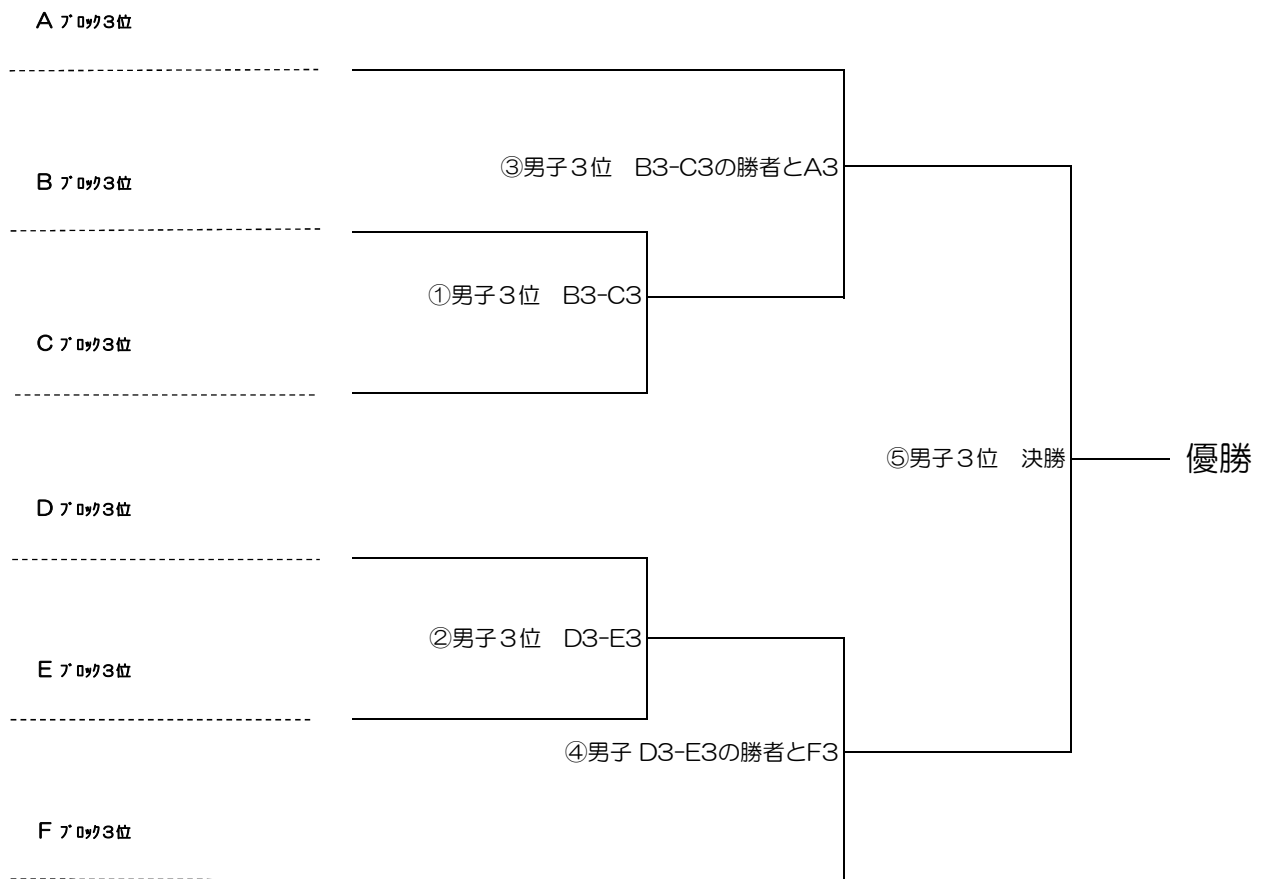 A ﾌﾞﾛｯｸ３位
③男子３位　B3-C3の勝者とA3
B ﾌﾞﾛｯｸ３位
①男子３位　B3-C3
C ﾌﾞﾛｯｸ３位
⑤男子３位　決勝
優勝
D ﾌﾞﾛｯｸ３位
②男子３位　D3-E3
E ﾌﾞﾛｯｸ３位
④男子 D3-E3の勝者とF3
F ﾌﾞﾛｯｸ３位